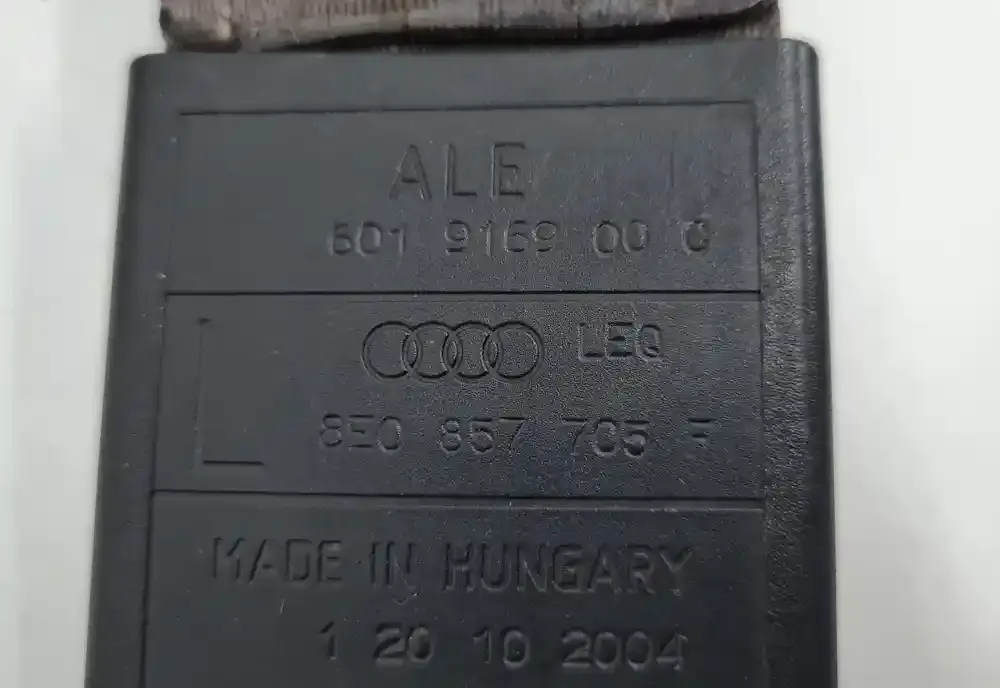 ALE
601 9169 00 C
LEQ
L
8E0 857 705 F
MADE IN HUNGARY
1 20 10 2004